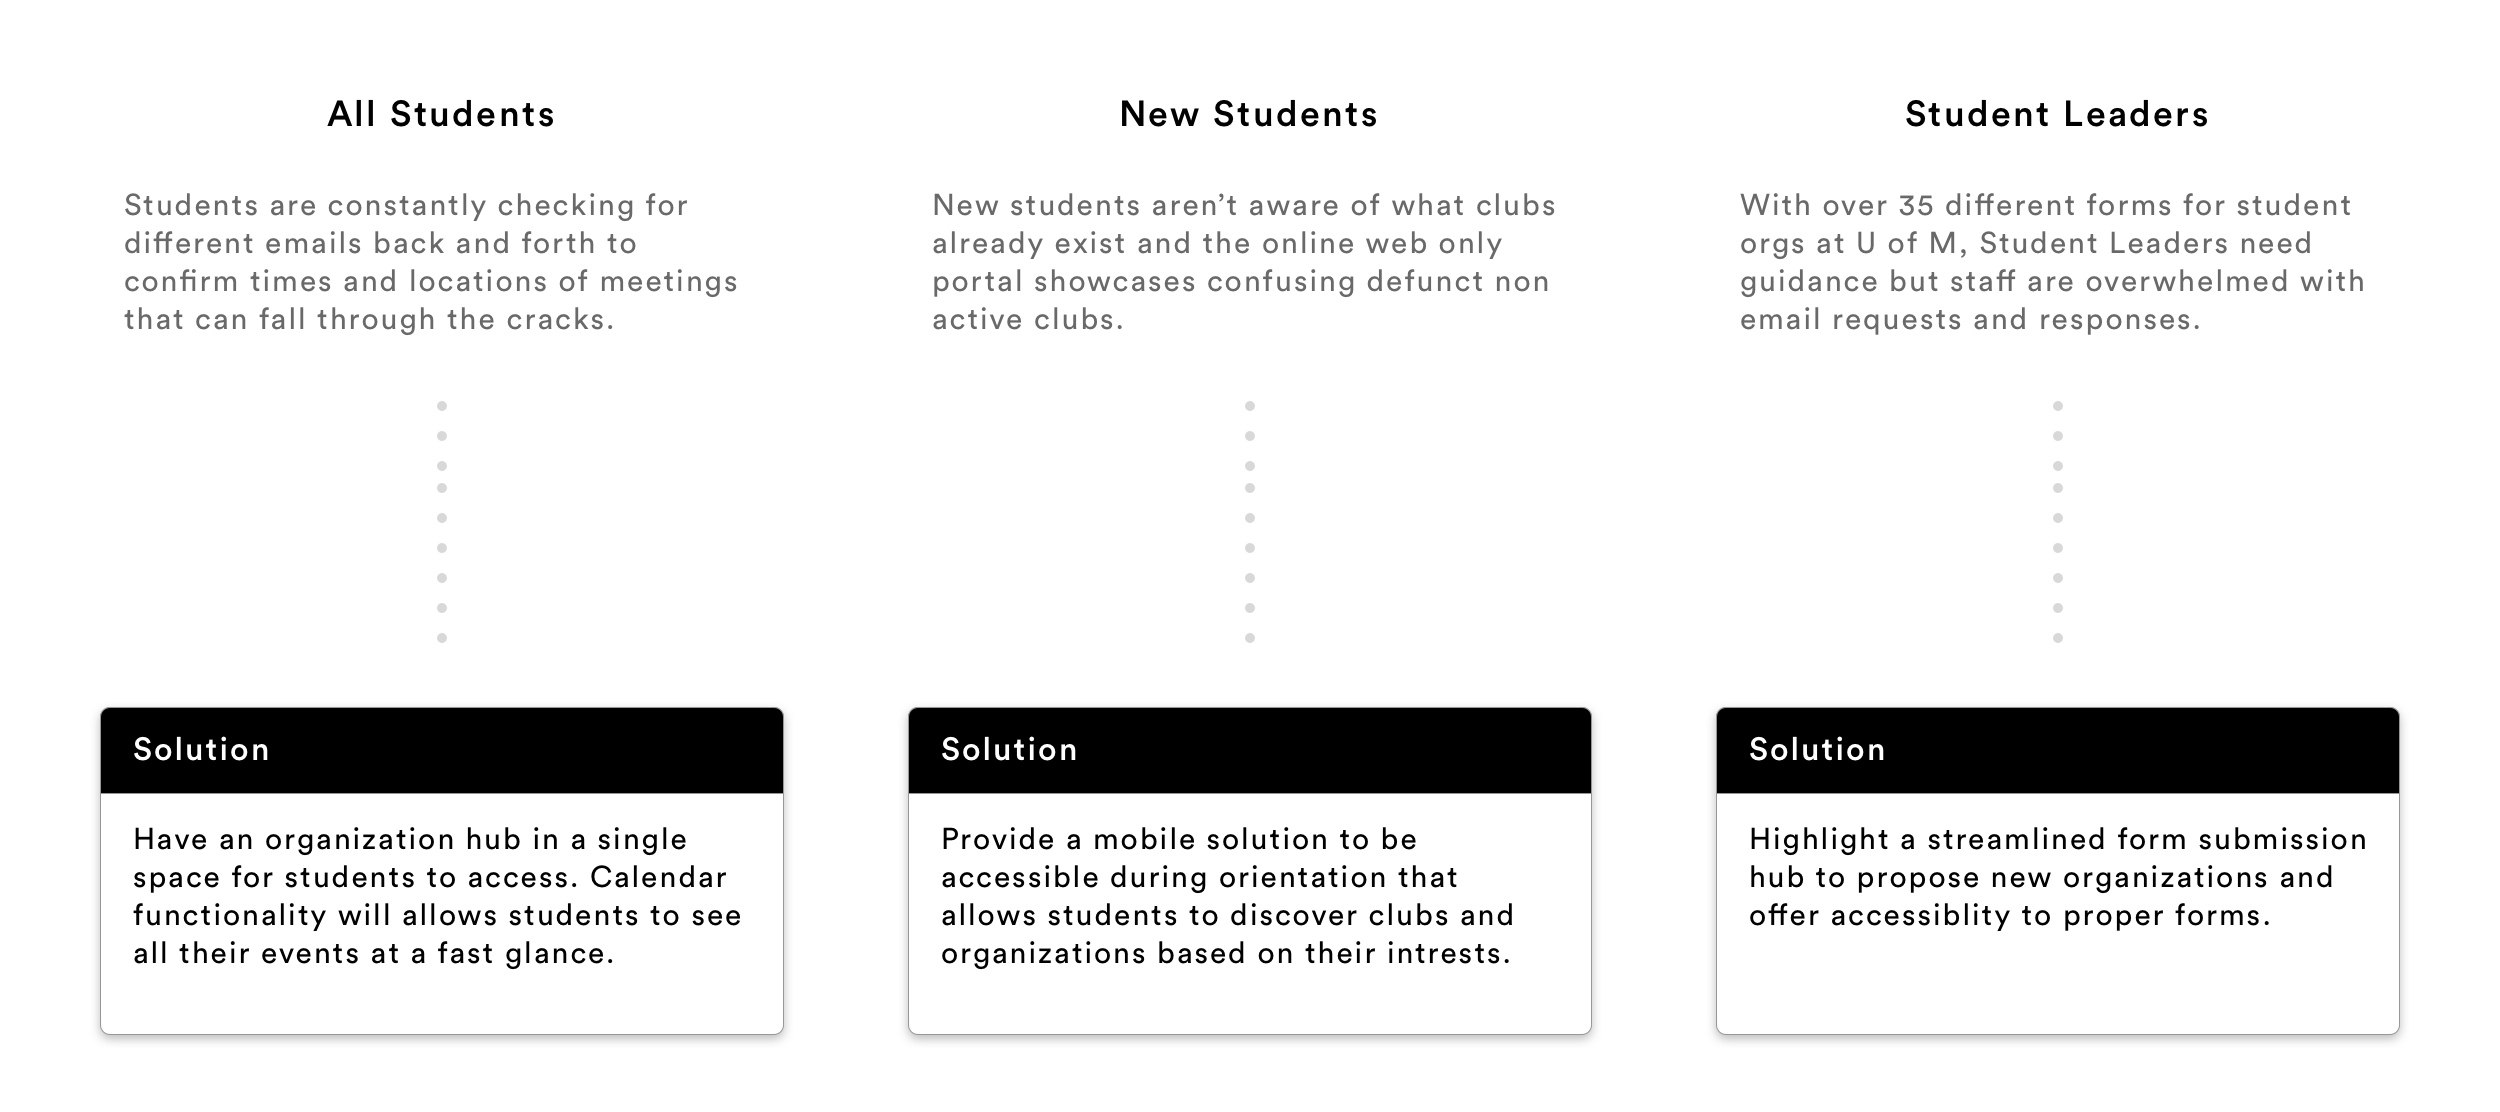 All Students
Students are constantly checking for
different emails back and forth to
confirm times and locations of meetings
that can fall through the cracks.
Solution
Have an organization hub in a single
space for students to access. Calendar
functionality will allows students to see
all their events at a fast glance.
New Students
New students aren’t aware of what clubs
already exist and the online web only
portal showcases confusing defunct non
active clubs.
Solution
Provide a mobile solution to be
accessible during orientation that
allows students to discover clubs and
organizations based on their intrests.
Student Leaders
With over 35 different forms for student
orgs at U of M, Student Leaders need
guidance but staff are overwhelmed with
email requests and responses.
Solution
Highlight a streamlined form submission
hub to propose new organizations and
offer accessiblity to proper forms.